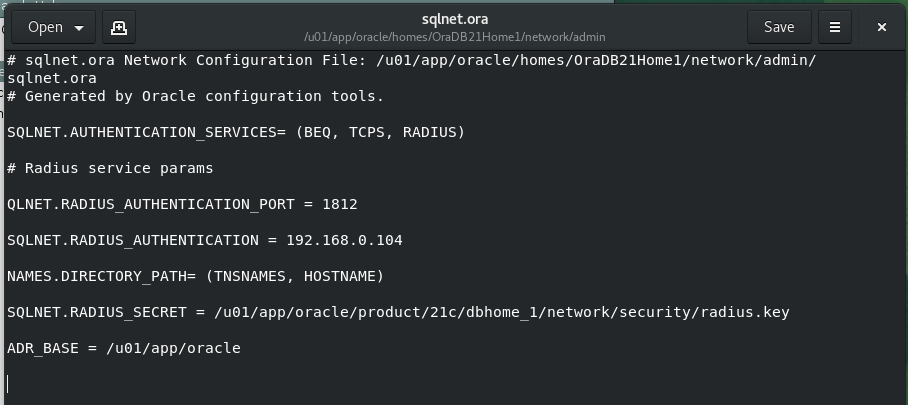 Open
sqlnet.ora
/u01/app/oracle/homes/OraDB21Home1/network/admin
Save
# sqlnet.ora Network Configuration File: /u01/app/oracle/homes/OraDB21Home1/network/admin/
sqlnet.ora
# Generated by Oracle configuration tools.
SQLNET.AUTHENTICATION_SERVICES= (BEQ, TCPS, RADIUS)
# Radius service params
QLNET.RADIUS_AUTHENTICATION_PORT = 1812
SQLNET.RADIUS_AUTHENTICATION = 192.168.0.104
NAMES.DIRECTORY_PATH= (TNSNAMES, HOSTNAME)
SQLNET.RADIUS_SECRET = /u01/app/oracle/product/21c/dbhome_1/network/security/radius.key
ADR_BASE = /u01/app/oracle